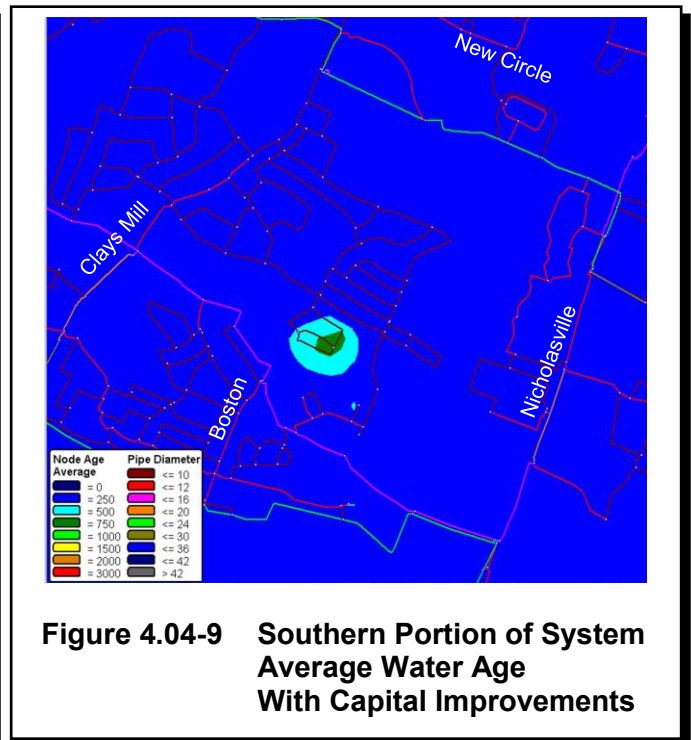 New Circle
Clays Mill
Nicholasville
Boston
Node Age Pipe Diameter
Average
= 0 <= 10
= 250 <= 12
= 500 <= 16
= 750 <= 20
= 1000 <= 24
= 1500 <= 30
= 2000 <= 36
= 3000 <= 42
> 42
Figure 4.04-9 Southern Portion of System
Average Water Age
With Capital Improvements